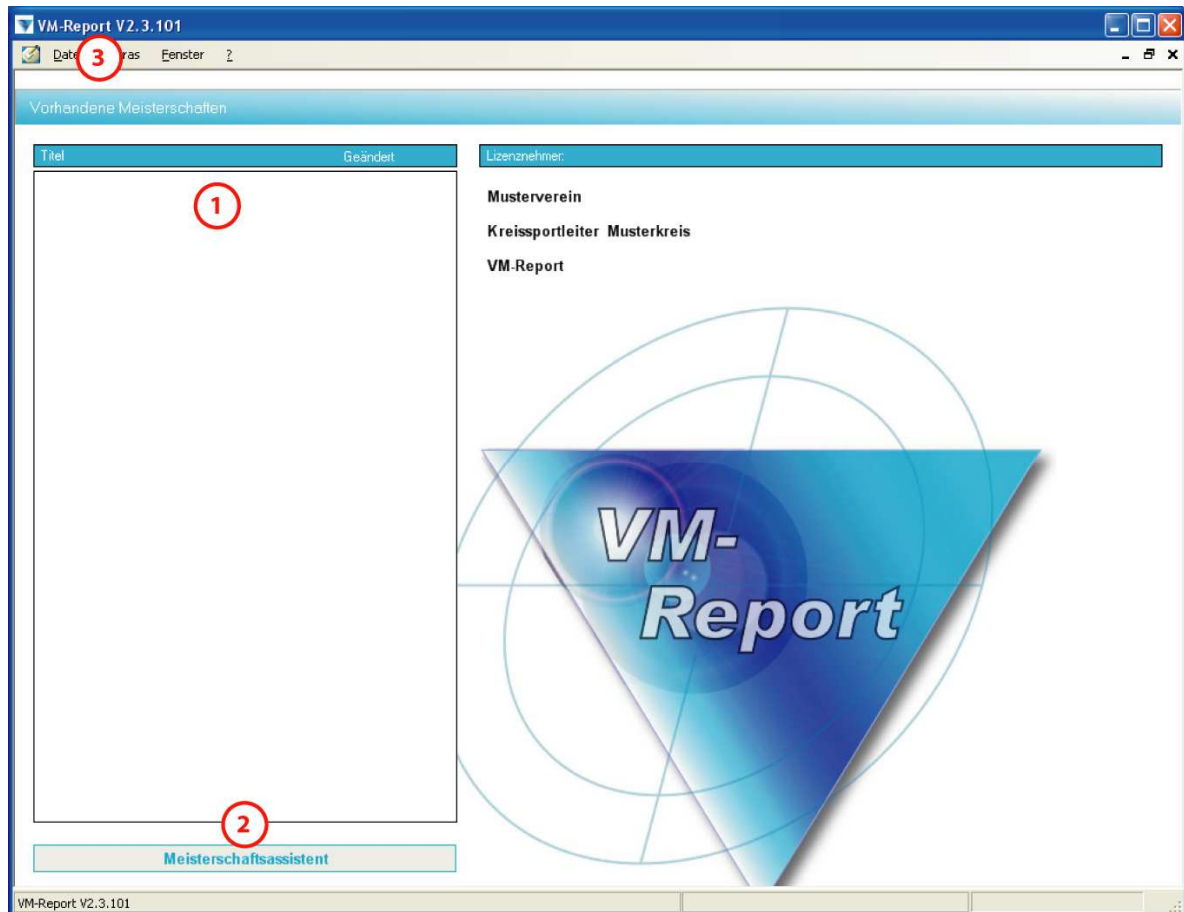 VM-Report V2.3.101
3
Fenster ?
Vorhandene Meisterschaften
Titel Geändert
Lizenznehmer:
1
Musterverein
Kreissportleiter Musterkreis
VM-Report
VM-
Report
2
Meisterschaftsassistent
VM-Report V2.3.101